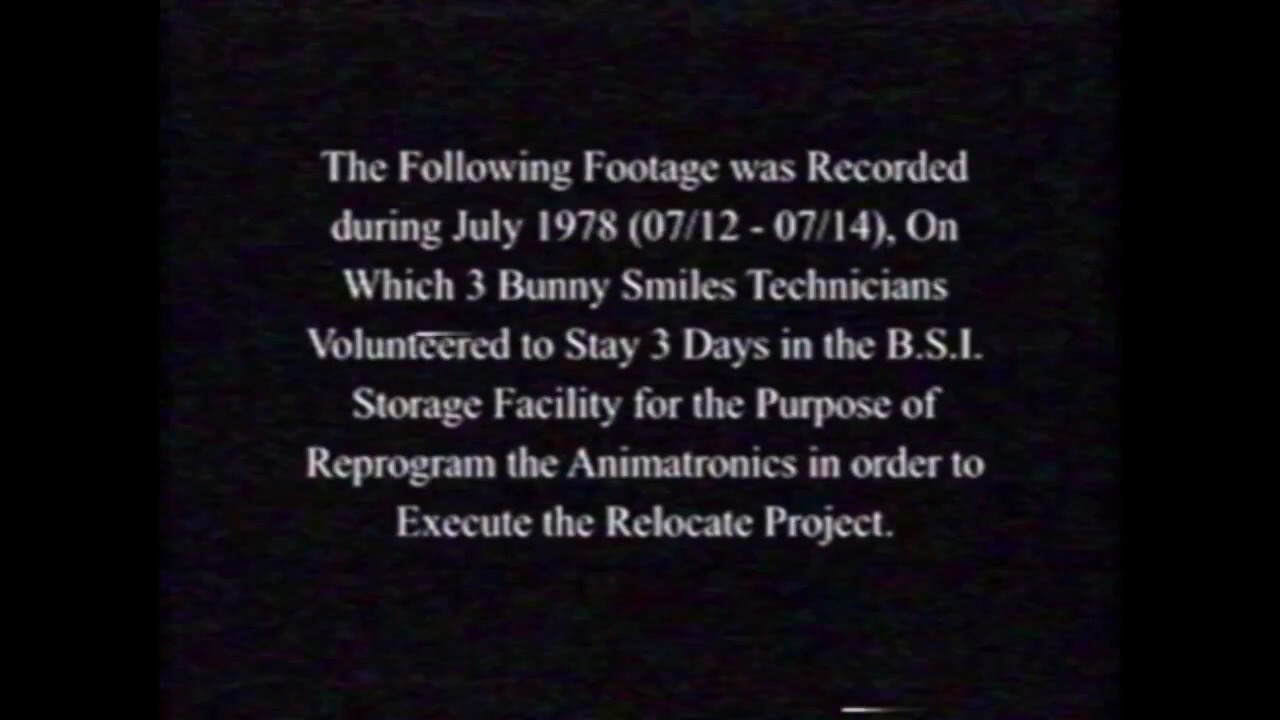 The Following Footage was Recorded
during July 1978 (07/12 - 07/14), On
Which 3 Bunny Smiles Technicians
Volunteered to Stay 3 Days in the B.S.I.
Storage Facility for the Purpose of
Reprogram the Animatronics in order to
Execute the Relocate Project.